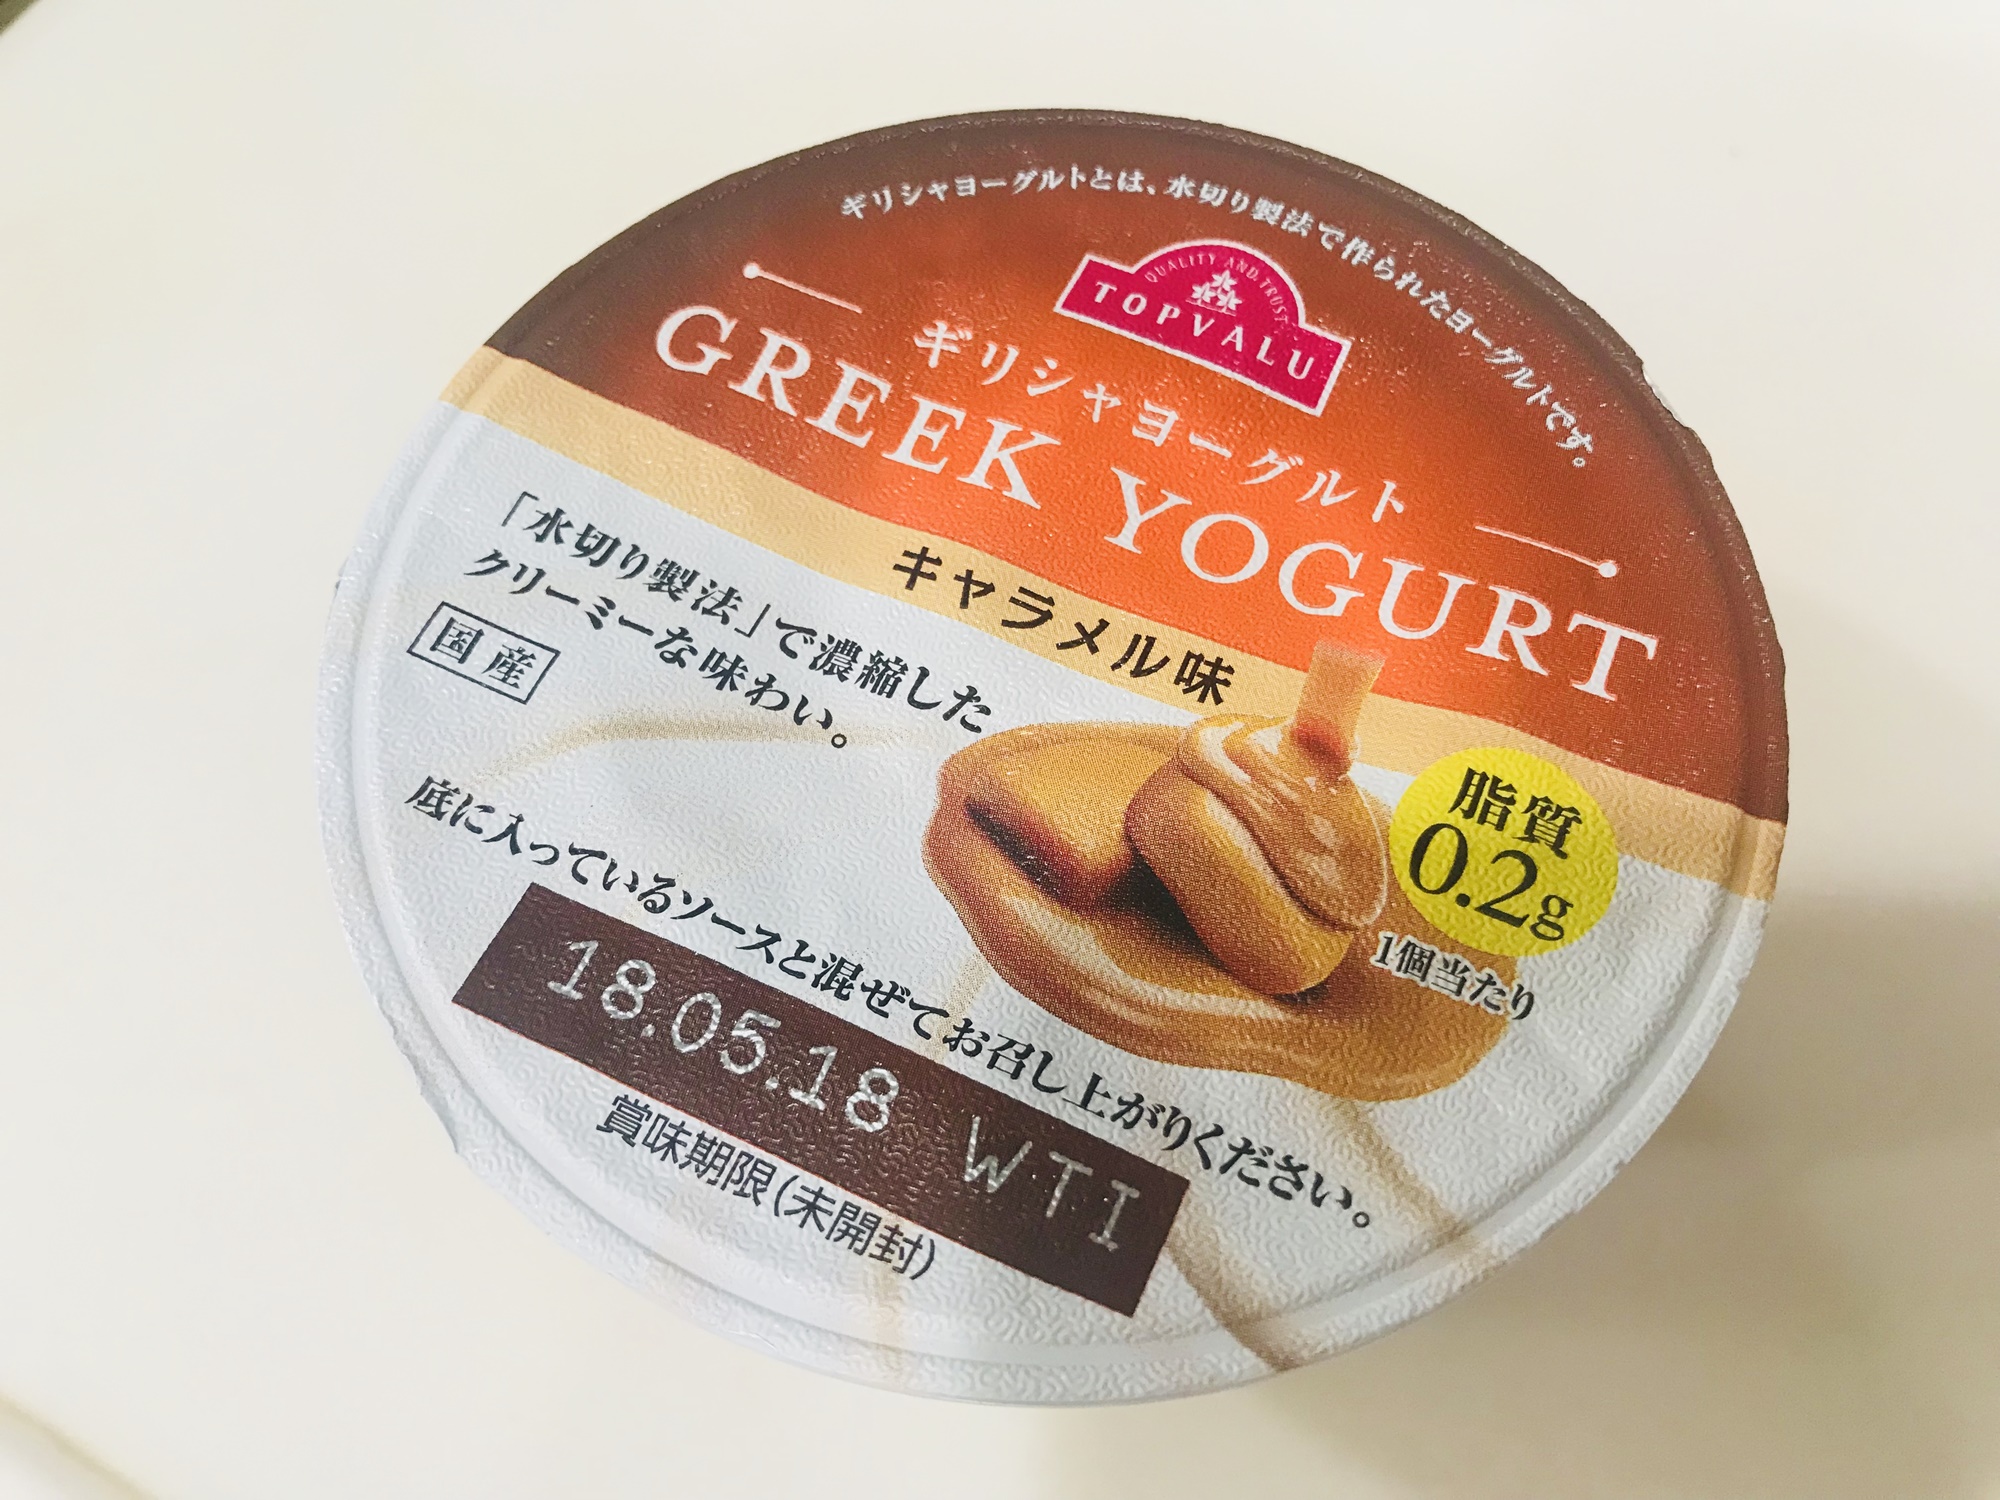 ギリシャヨーグルトとは、水切り製法で作られたヨーグルトです。
QUALITY AND TRUST
TOPVALU
ギリシャヨーグルト
GREEK YOGURT
キャラメル味
「水切り製法」で濃縮した
クリーミーな味わい。
国産
脂質
0.2g
1個当たり
底に入っているソースと混ぜてお召し上がりください。
18.05.18 WTI
賞味期限(未開封)